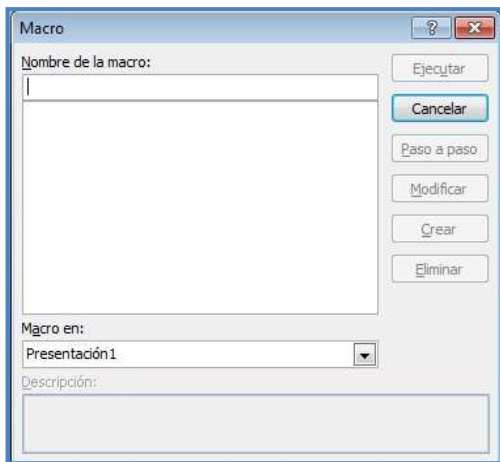 Macro
Nombre de la macro:
Ejecutar
Cancelar
Paso a paso
Modificar
Crear
Eliminar
Macro en:
Presentación1
Descripción: